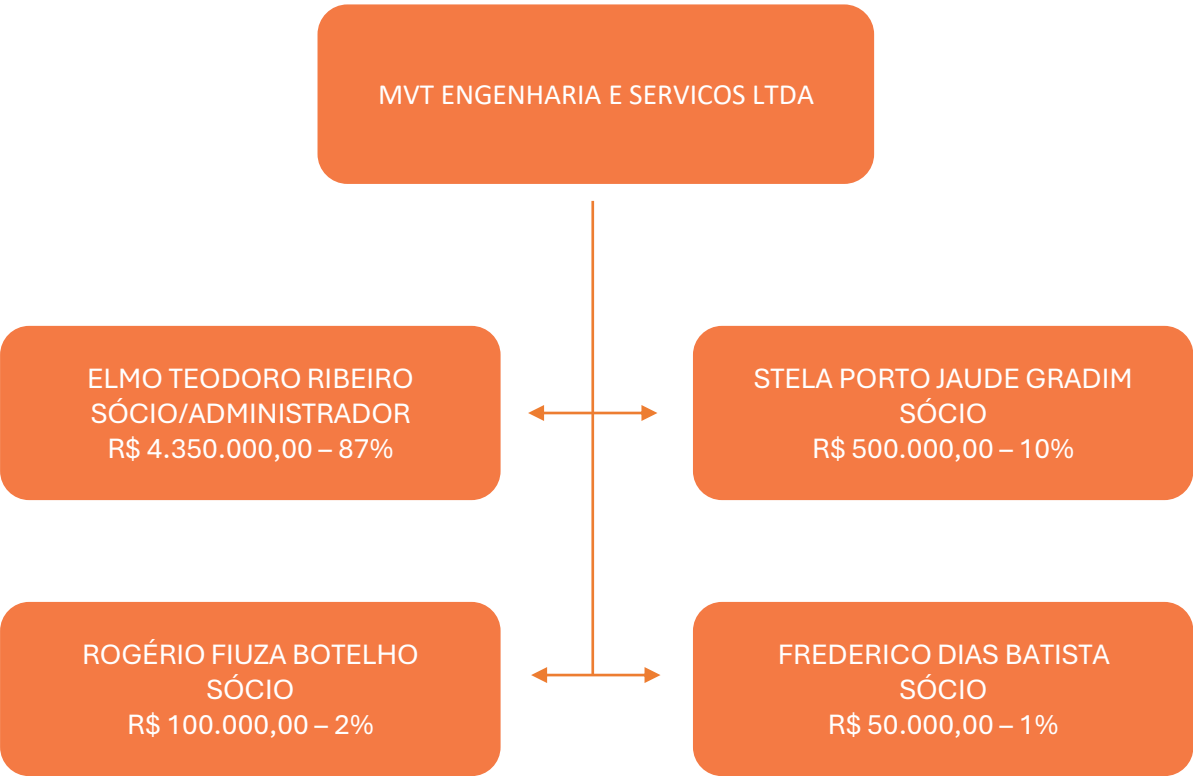 MVT ENGENHARIA E SERVICOS LTDA
ELMO TEODORO RIBEIRO
SÓCIO/ADMINISTRADOR
R$ 4.350.000,00 – 87%
STELA PORTO JAUDE GRADIM
SÓCIO
R$ 500.000,00 – 10%
ROGÉRIO FIUZA BOTELHO
SÓCIO
R$ 100.000,00 – 2%
FREDERICO DIAS BATISTA
SÓCIO
R$ 50.000,00 – 1%